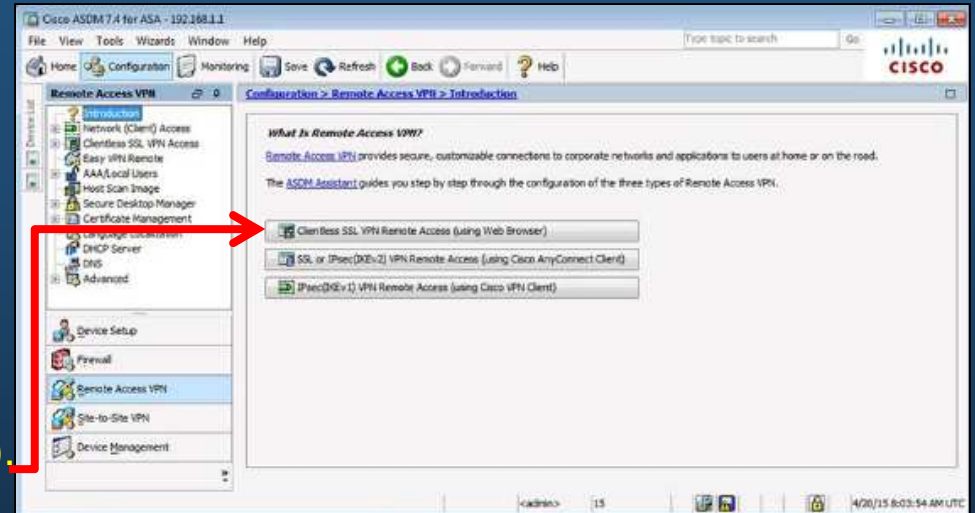 Cisco ASDM 7.4 for ASA - 192.168.1.1
File View Tools Wizards Window Help
Type topic to search Go
Home Configuration Monitoring Save Refresh Back Forward Help
CISCO
Device List
Remote Access VPN
Configuration > Remote Access VPN > Introduction
Introduction
Network (Client) Access
Clientless SSL VPN Access
Easy VPN Remote
AAA/Local Users
Host Scan Image
Secure Desktop Manager
Certificate Management
Language Localization
DHCP Server
DNS
Advanced
What Is Remote Access VPN?
Remote Access VPN provides secure, customizable connections to corporate networks and applications to users at home or on the road.
The ASDM Assistant guides you step by step through the configuration of the three types of Remote Access VPN.
Clientless SSL VPN Remote Access (using Web Browser)
SSL or IPsec(IKEv2) VPN Remote Access (using Cisco AnyConnect Client)
IPsec(IKEv1) VPN Remote Access (using Cisco VPN Client)
Device Setup
Firewall
Remote Access VPN
Site-to-Site VPN
Device Management
<admin> 15 4/20/15 8:03:54 AM UTC